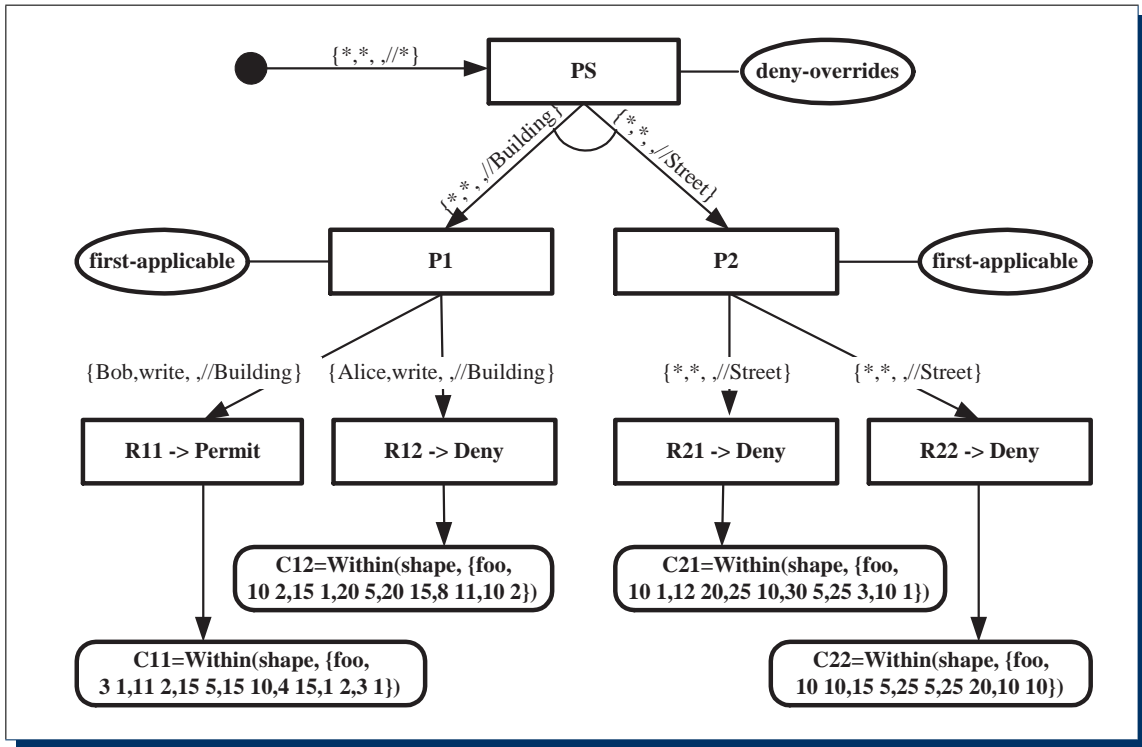 {*,*, ,//*}
PS
deny-overrides
{*,*, ,//Building}
{*,*, ,//Street}
first-applicable
P1
P2
first-applicable
{Bob,write, ,//Building}
{Alice,write, ,//Building}
{*,*, ,//Street}
{*,*, ,//Street}
R11 -> Permit
R12 -> Deny
R21 -> Deny
R22 -> Deny
C12=Within(shape, {foo,
10 2,15 1,20 5,20 15,8 11,10 2})
C21=Within(shape, {foo,
10 1,12 20,25 10,30 5,25 3,10 1})
C11=Within(shape, {foo,
3 1,11 2,15 5,15 10,4 15,1 2,3 1})
C22=Within(shape, {foo,
10 10,15 5,25 5,25 20,10 10})